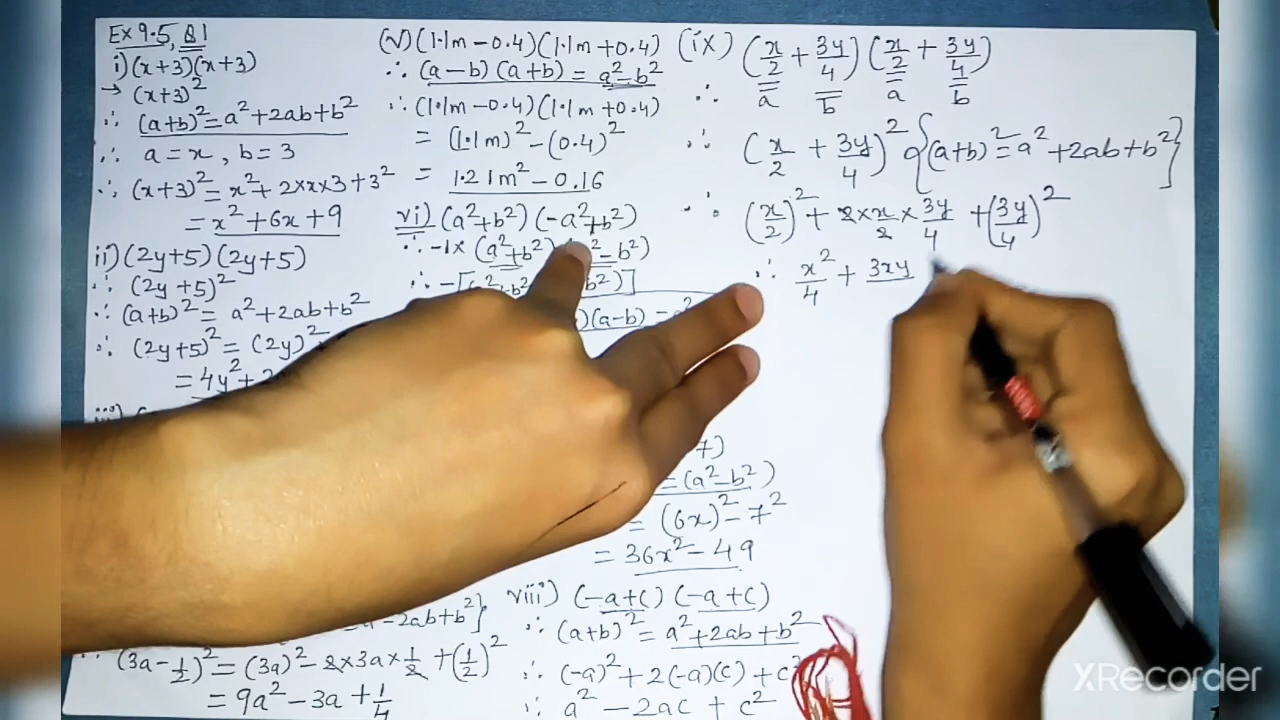 Ex 9.5, Q1
i) (x+3)(x+3)
→ (x+3)²
∵ (a+b)² = a²+2ab+b²
∴ a = x , b = 3
∴ (x+3)² = x² + 2×x×3 + 3²
= x² + 6x + 9
ii) (2y+5)(2y+5)
∴ (2y+5)²
∴ (a+b)² = a²+2ab+b²
∴ (2y+5)² = (2y)²
= 4y² +
iii)
-2ab+b²}
∴ (3a-1/2)² = (3a)² - 2×3a×1/2 + (1/2)²
= 9a² - 3a + 1/4
(v) (1.1m-0.4)(1.1m+0.4)
∴ (a-b)(a+b) = a²-b²
∴ (1.1m-0.4)(1.1m+0.4)
= (1.1m)² - (0.4)²
= 1.21m² - 0.16
vi) (a²+b²)(-a²+b²)
∴ -1×(a²+b²) ²-b²)
∴ -[ b²)]
)(a-b) =
7)
= (a²-b²)
= (6x)² - 7²
= 36x² - 49
viii) (-a+c)(-a+c)
∵ (a+b)² = a²+2ab+b²
∴ (-a)² + 2(-a)(c) + c²
∴ a² - 2ac + c²
(ix) (x/2 + 3y/4)(x/2 + 3y/4)
∴ a b a b
∴ (x/2 + 3y/4)² {(a+b)² = a²+2ab+b²}
∴ (x/2)² + 2×x/2×3y/4 + (3y/4)²
∴ x²/4 + 3xy
XRecorder